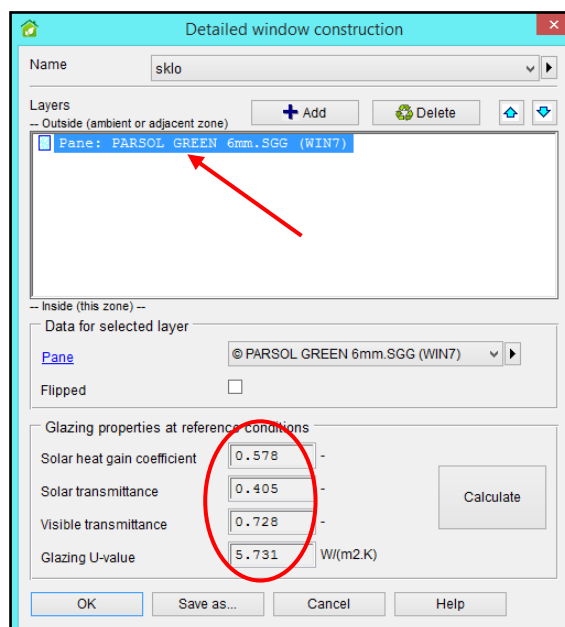 Detailed window construction
Name sklo
Layers
-- Outside (ambient or adjacent zone)
Add Delete
Pane: PARSOL GREEN 6mm.SGG (WIN7)
-- Inside (this zone) --
Data for selected layer
Pane © PARSOL GREEN 6mm.SGG (WIN7)
Flipped
Glazing properties at reference conditions
Solar heat gain coefficient 0.578 -
Solar transmittance 0.405 -
Visible transmittance 0.728 -
Glazing U-value 5.731 W/(m2.K)
Calculate
OK Save as... Cancel Help